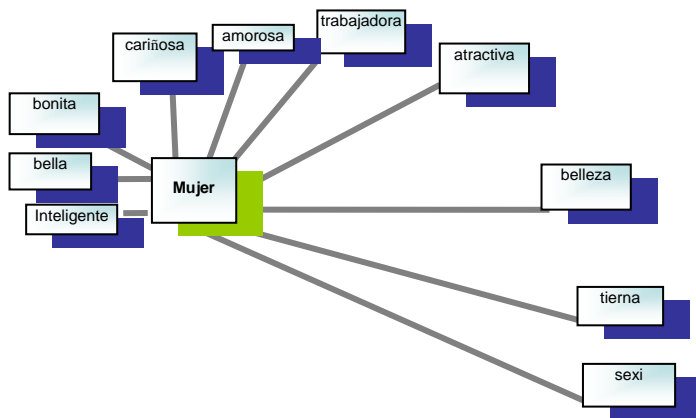 trabajadora
amorosa
cariñosa
atractiva
bonita
bella
belleza
Mujer
Inteligente
tierna
sexi